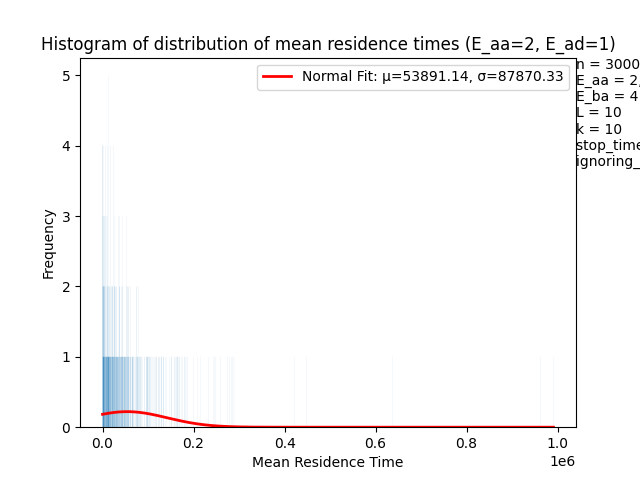 Histogram of distribution of mean residence times (E_aa=2, E_ad=1)
Normal Fit: μ=53891.14, σ=87870.33
n = 3000
E_aa = 2,
E_ba = 4
L = 10
k = 10
stop_time
ignoring_
Frequency
5
4
3
2
1
0
0.0 0.2 0.4 0.6 0.8 1.0
1e6
Mean Residence Time